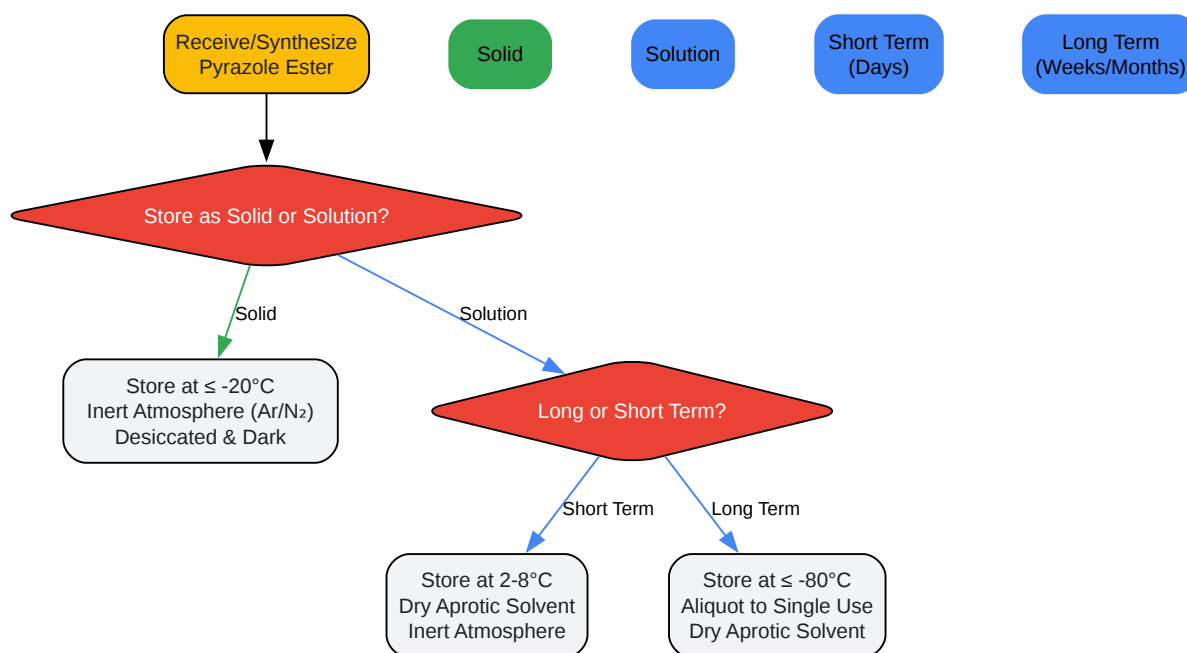 Receive/Synthesize
Pyrazole Ester
Solid
Solution
Short Term
(Days)
Long Term
(Weeks/Months)
Store as Solid or Solution?
Solid
Solution
Store at ≤ -20°C
Inert Atmosphere (Ar/N₂)
Desiccated & Dark
Long or Short Term?
Short Term
Long Term
Store at 2-8°C
Dry Aprotic Solvent
Inert Atmosphere
Store at ≤ -80°C
Aliquot to Single Use
Dry Aprotic Solvent